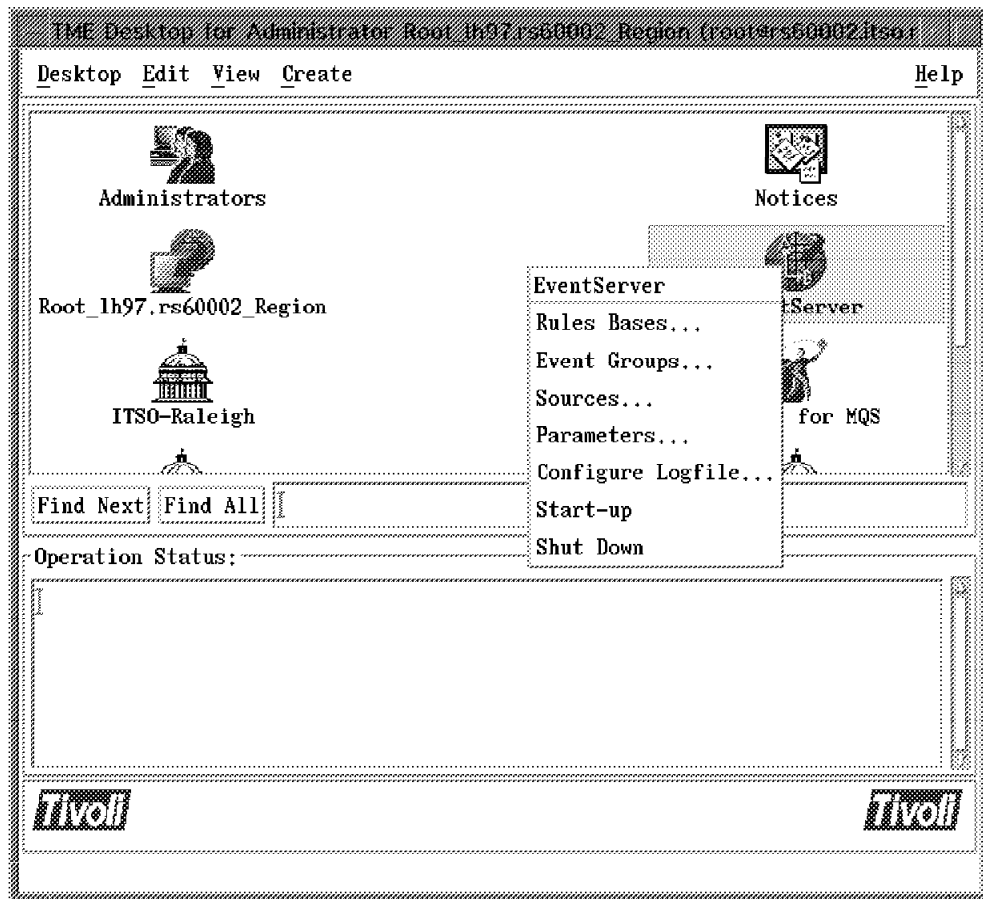 TME Desktop for Administrator Root_lh97.rs60002_Region (root@rs60002.itso.r
Desktop Edit View Create Help
Administrators
Notices
Root_lh97.rs60002_Region
tServer
EventServer
Rules Bases...
Event Groups...
Sources...
Parameters...
Configure Logfile...
Start-up
Shut Down
ITSO-Raleigh
for MQS
Find Next Find All
Operation Status:
Tivoli Tivoli